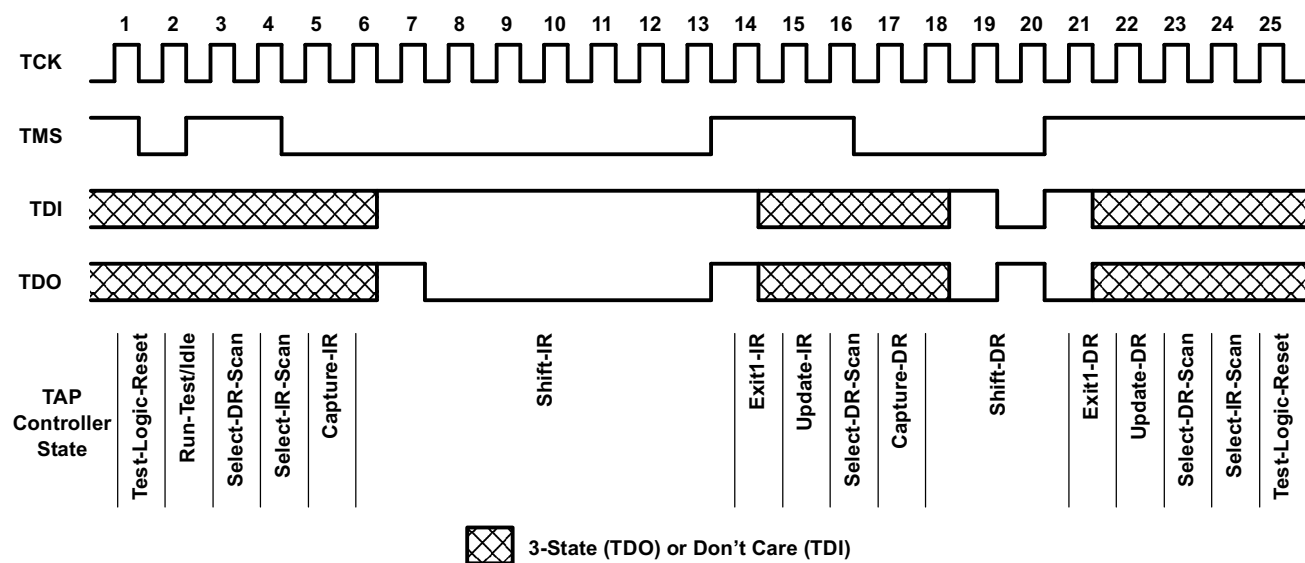 1 2 3 4 5 6 7 8 9 10 11 12 13 14 15 16 17 18 19 20 21 22 23 24 25
TCK
TMS
TDI
TDO
TAP
Controller
State
Test-Logic-Reset
Run-Test/Idle
Select-DR-Scan
Select-IR-Scan
Capture-IR
Shift-IR
Exit1-IR
Update-IR
Select-DR-Scan
Capture-DR
Shift-DR
Exit1-DR
Update-DR
Select-DR-Scan
Select-IR-Scan
Test-Logic-Reset
3-State (TDO) or Don’t Care (TDI)